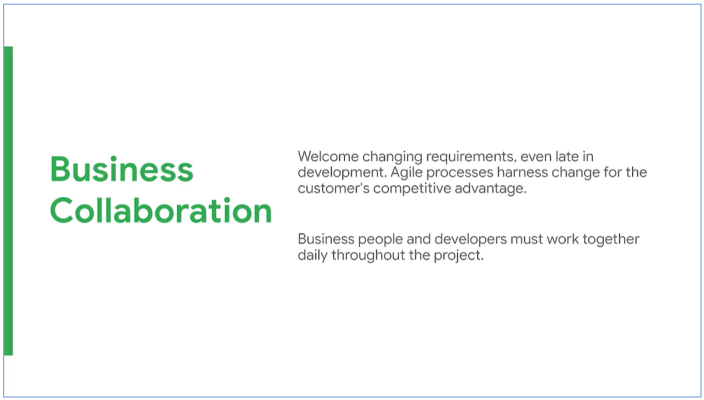 Business
Collaboration
Welcome changing requirements, even late in
development. Agile processes harness change for the
customer's competitive advantage.
Business people and developers must work together
daily throughout the project.